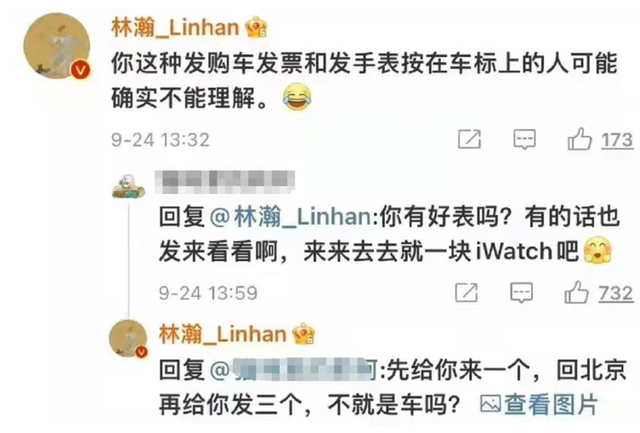 林瀚_Linhan
你这种发购车发票和发手表按在车标上的人可能
确实不能理解。
9-24 13:32
173
回复@林瀚_Linhan:你有好表吗？有的话也
发来看看啊，来来去去就一块iWatch吧
9-24 13:59
732
林瀚_Linhan
回复@ :先给你来一个，回北京
再给你发三个，不就是车吗？ 查看图片